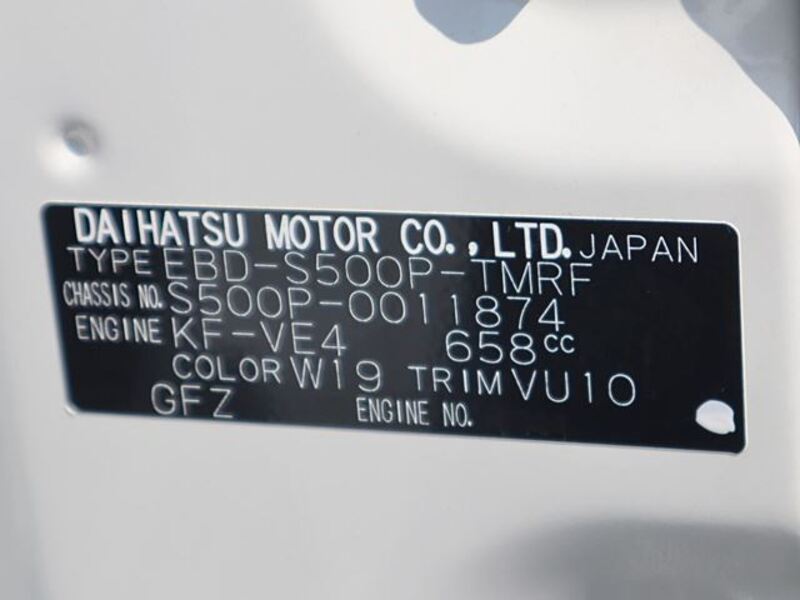 DAIHATSU MOTOR CO., LTD. JAPAN
TYPE EBD-S500P-TMRF
CHASSIS NO. S500P-0011874
ENGINE KF-VE4 658cc
COLOR W19 TRIM VU10
GFZ ENGINE NO.